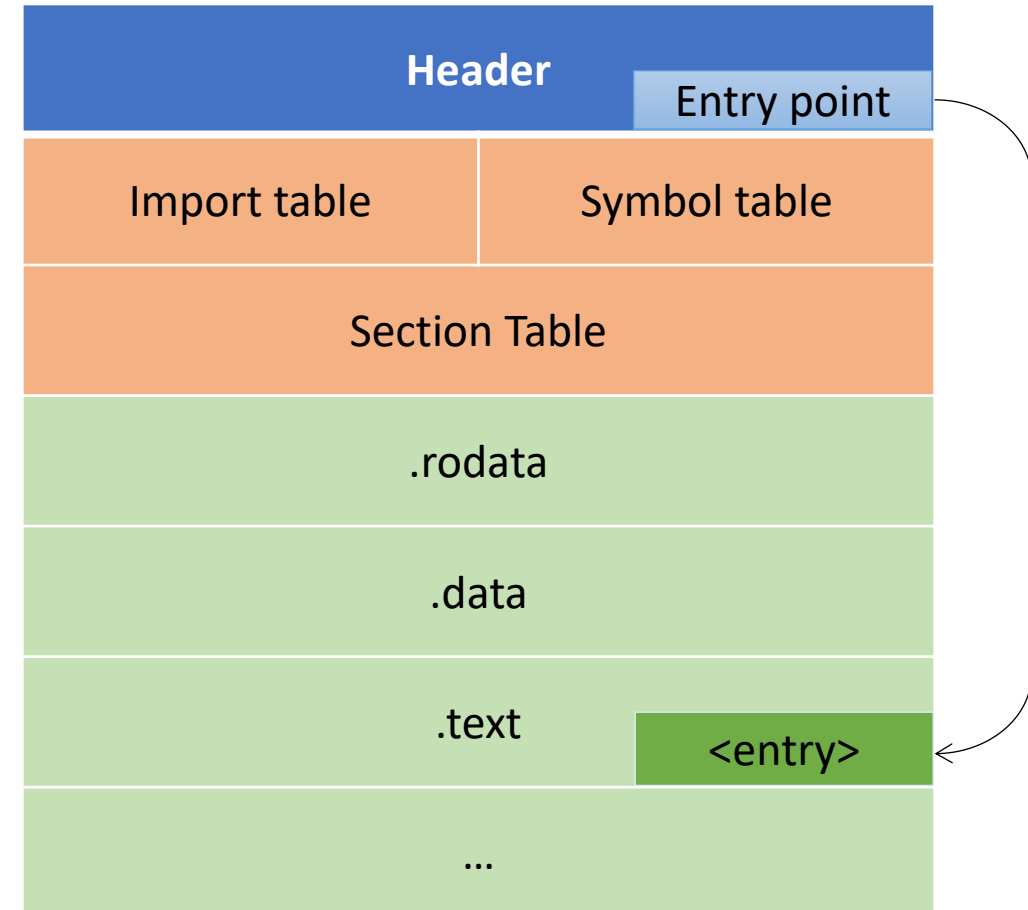 Header
Entry point
Import table
Symbol table
Section Table
.rodata
.data
.text
<entry>
...